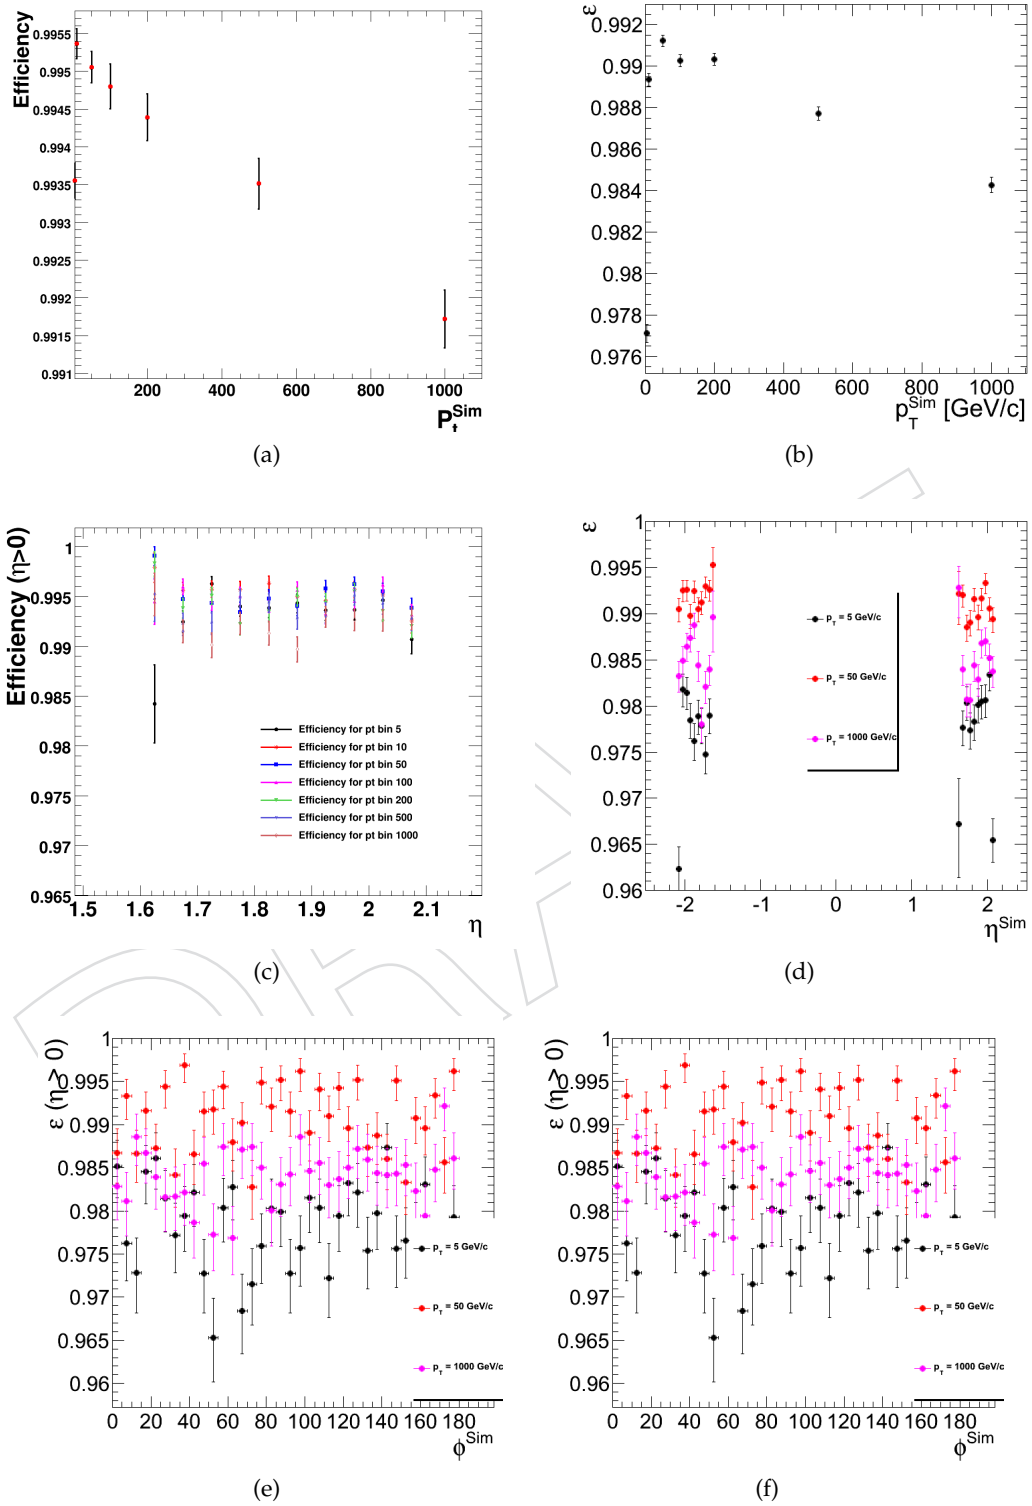 Efficiency
0.9955
0.995
0.9945
0.994
0.9935
0.993
0.9925
0.992
0.9915
0.991
200 400 600 800 1000
P_t^Sim
(a)
ε
0.992
0.99
0.988
0.986
0.984
0.982
0.98
0.978
0.976
0 200 400 600 800 1000
p_T^Sim [GeV/c]
(b)
Efficiency (η>0)
1
0.995
0.99
0.985
0.98
0.975
0.97
0.965
Efficiency for pt bin 5
Efficiency for pt bin 10
Efficiency for pt bin 50
Efficiency for pt bin 100
Efficiency for pt bin 200
Efficiency for pt bin 500
Efficiency for pt bin 1000
1.5 1.6 1.7 1.8 1.9 2 2.1
η
(c)
ε
1
0.995
0.99
0.985
0.98
0.975
0.97
0.965
0.96
p_T = 5 GeV/c
p_T = 50 GeV/c
p_T = 1000 GeV/c
-2 -1 0 1 2
η^Sim
(d)
ε (η > 0)
1
0.995
0.99
0.985
0.98
0.975
0.97
0.965
0.96
p_T = 5 GeV/c
p_T = 50 GeV/c
p_T = 1000 GeV/c
0 20 40 60 80 100 120 140 160 180
ϕ^Sim
(e)
ε (η > 0)
1
0.995
0.99
0.985
0.98
0.975
0.97
0.965
0.96
p_T = 5 GeV/c
p_T = 50 GeV/c
p_T = 1000 GeV/c
0 20 40 60 80 100 120 140 160 180
ϕ^Sim
(f)